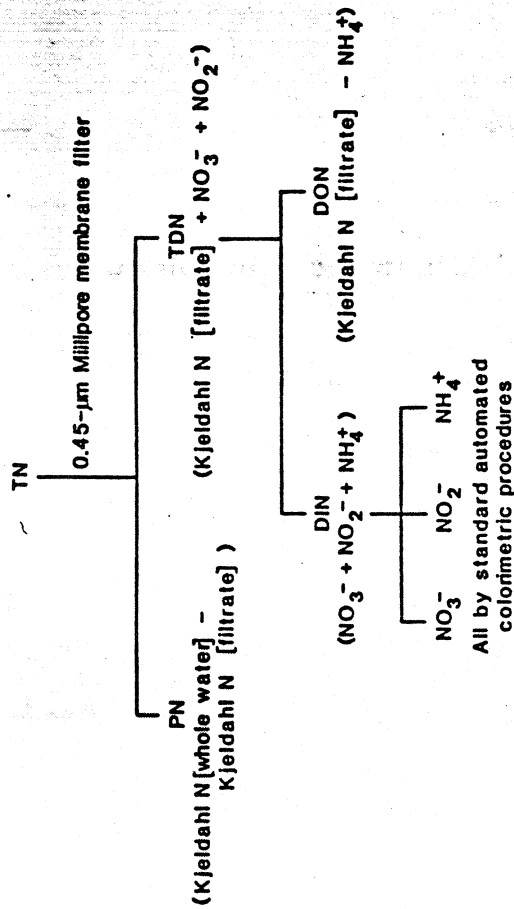 TN
0.45-µm Millipore membrane filter
PN
(Kjeldahl N [whole water] –
Kjeldahl N [filtrate] )
TDN
(Kjeldahl N [filtrate] + NO₃⁻ + NO₂⁻)
DIN
(NO₃⁻ + NO₂⁻ + NH₄⁺)
DON
(Kjeldahl N [filtrate] – NH₄⁺)
NO₃⁻ NO₂⁻ NH₄⁺
All by standard automated
colorimetric procedures